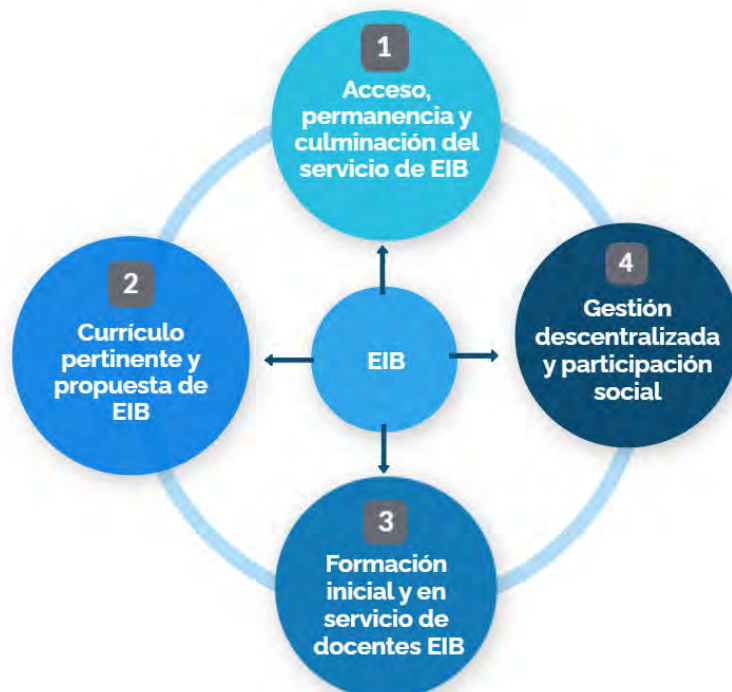 1
Acceso,
permanencia y
culminación del
servicio de EIB
2
Currículo
pertinente y
propuesta de
EIB
EIB
4
Gestión
descentralizada
y participación
social
3
Formación
inicial y en
servicio de
docentes EIB